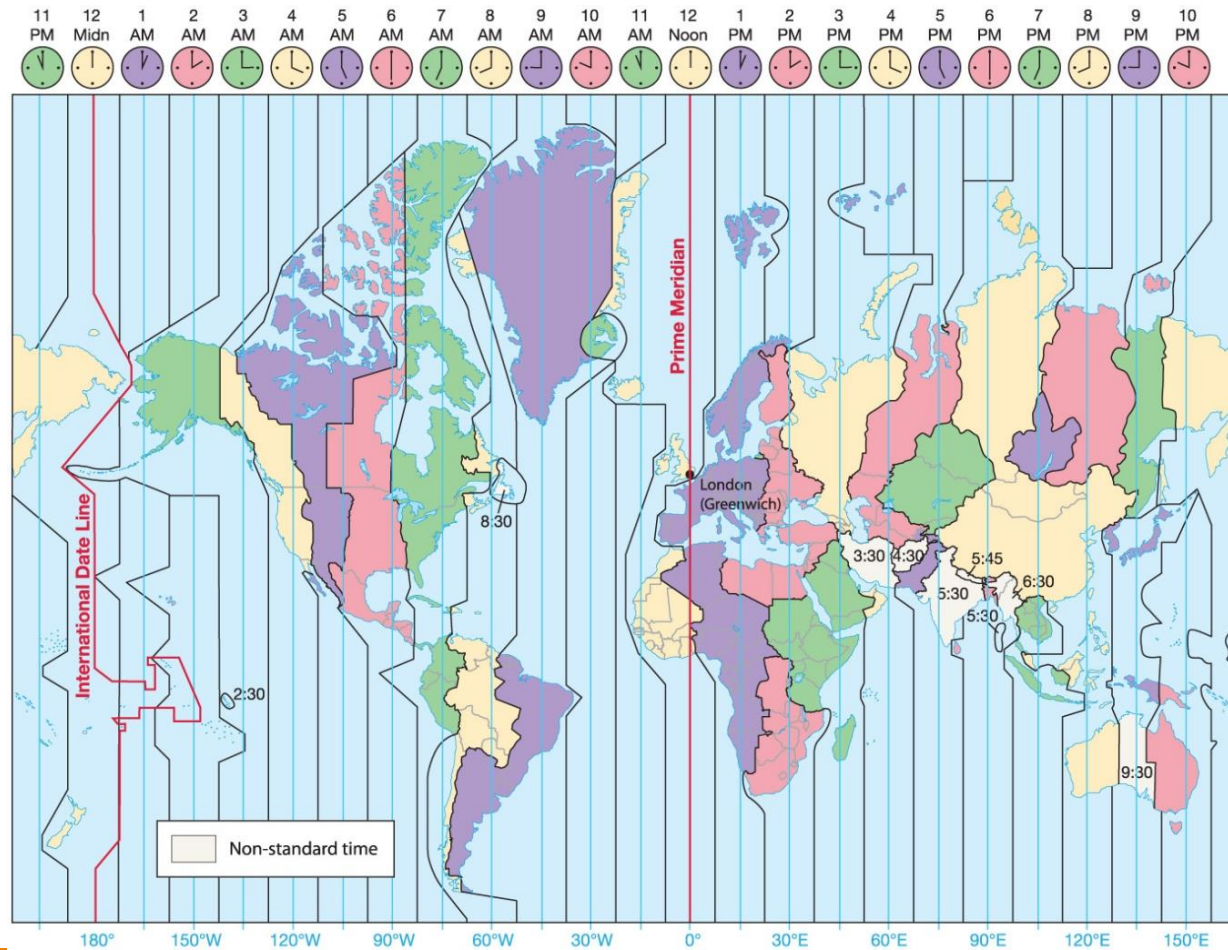 11 12 1 2 3 4 5 6 7 8 9 10 11 12 1 2 3 4 5 6 7 8 9 10
PM Midn AM AM AM AM AM AM AM AM AM AM AM Noon PM PM PM PM PM PM PM PM PM PM
Prime Meridian
International Date Line
London
(Greenwich)
8:30
3:30 4:30
5:45
5:30
6:30
5:30
2:30
9:30
Non-standard time
180° 150°W 120°W 90°W 60°W 30°W 0° 30°E 60°E 90°E 120°E 150°E